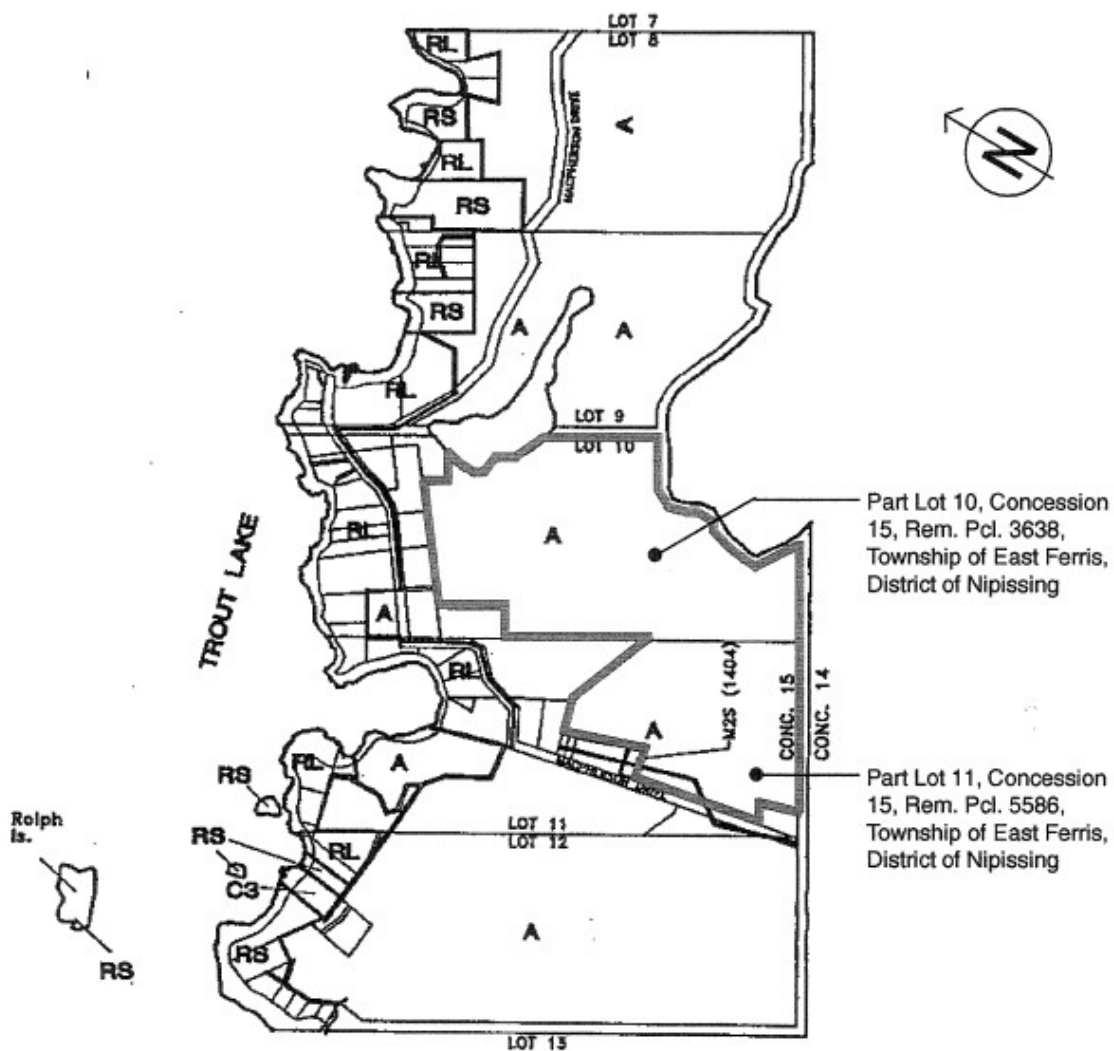 LOT 7
LOT 8
RL
RS
MACPHERSON DRIVE
A
N
RL
RS
RL
RS
A
A
RL
LOT 9
LOT 10
TROUT LAKE
RL
A
Part Lot 10, Concession
15, Rem. Pcl. 3638,
Township of East Ferris,
District of Nipissing
A
RL
M2S (1404)
CONC. 15
CONC. 14
A
RL
A
RS
Part Lot 11, Concession
15, Rem. Pcl. 5586,
Township of East Ferris,
District of Nipissing
Rolph
Is.
LOT 11
LOT 12
RS
RL
C3
A
RS
RS
LOT 13